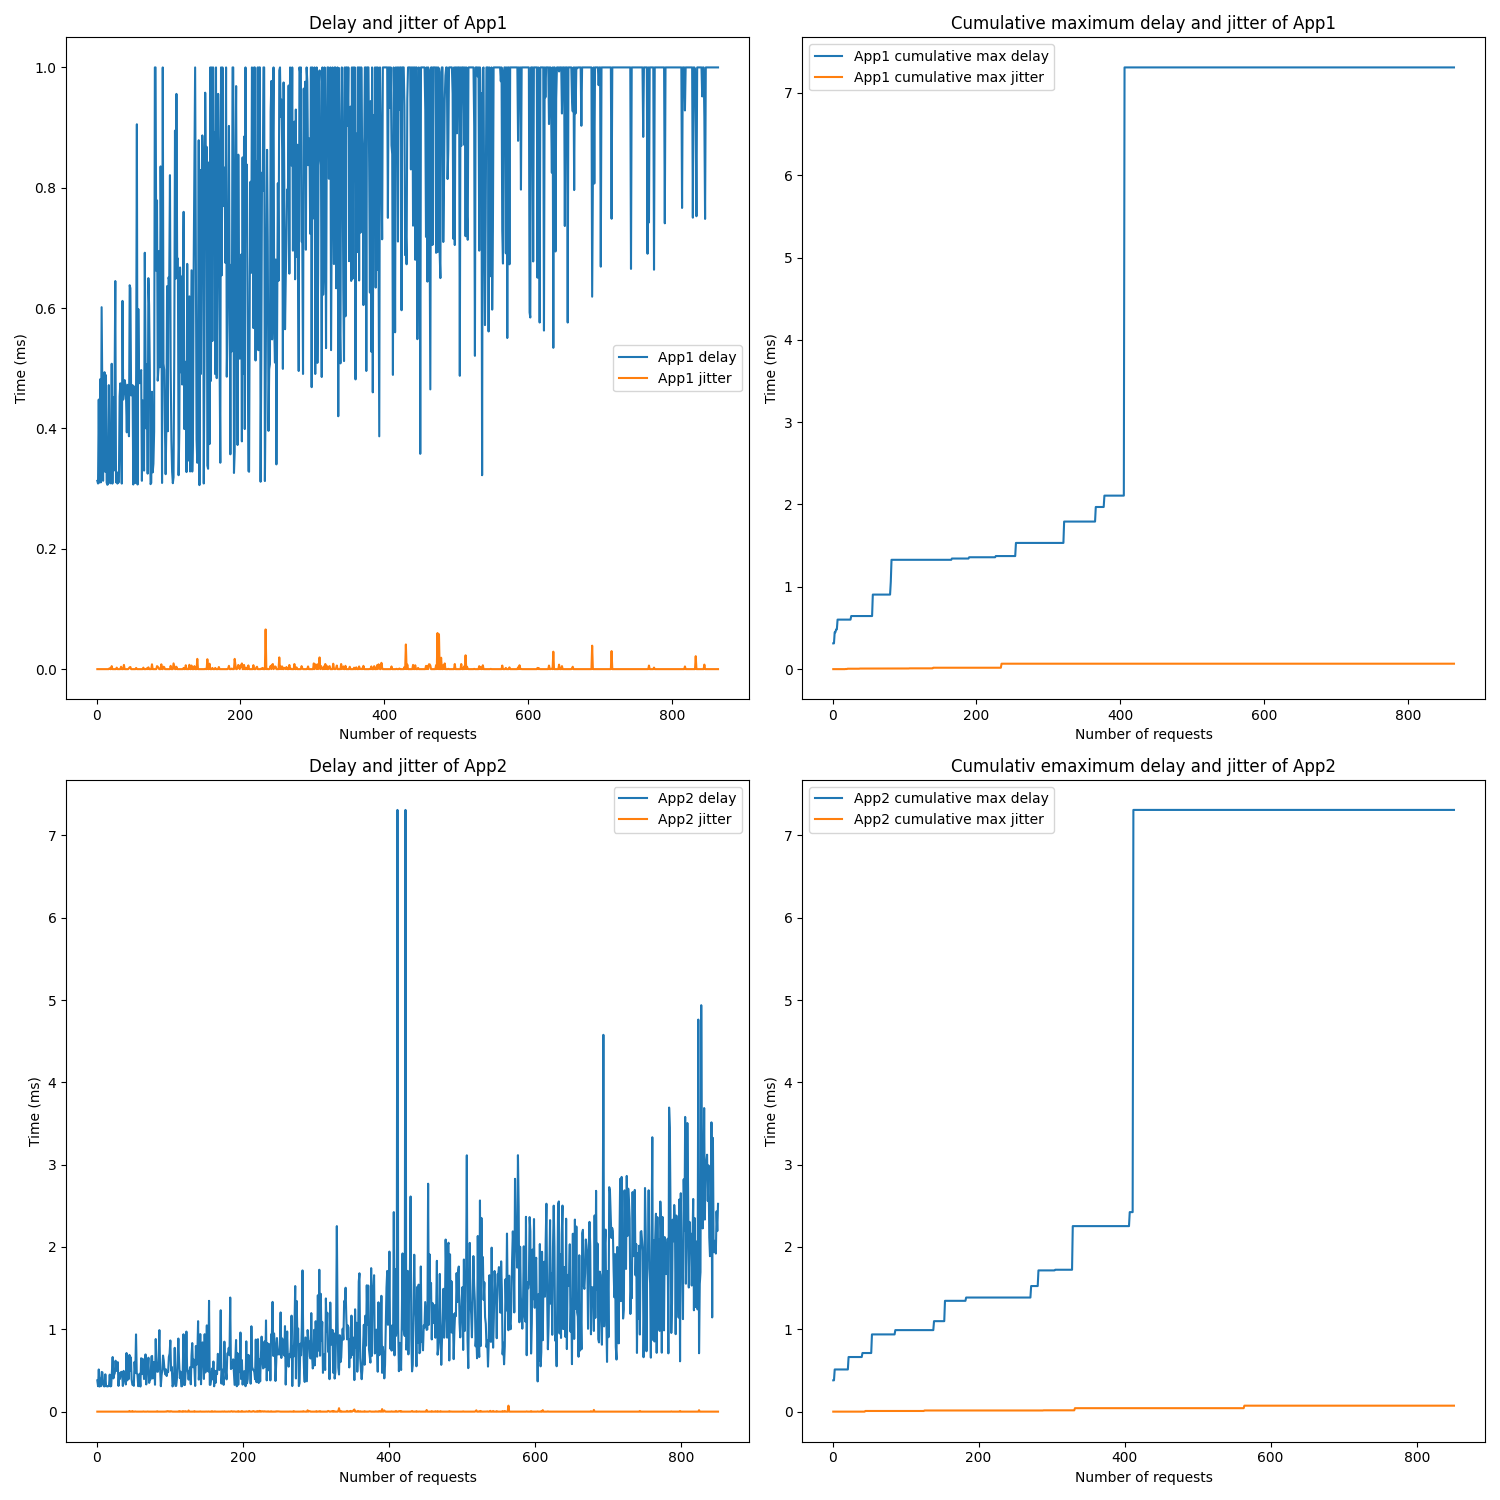 Delay and jitter of App1
1.0
0.8
0.6
0.4
0.2
0.0
Time (ms)
App1 delay
App1 jitter
0 200 400 600 800
Number of requests
Cumulative maximum delay and jitter of App1
App1 cumulative max delay
App1 cumulative max jitter
7
6
5
4
3
2
1
0
Time (ms)
0 200 400 600 800
Number of requests
Delay and jitter of App2
App2 delay
App2 jitter
7
6
5
4
3
2
1
0
Time (ms)
0 200 400 600 800
Number of requests
Cumulativ emaximum delay and jitter of App2
App2 cumulative max delay
App2 cumulative max jitter
7
6
5
4
3
2
1
0
Time (ms)
0 200 400 600 800
Number of requests